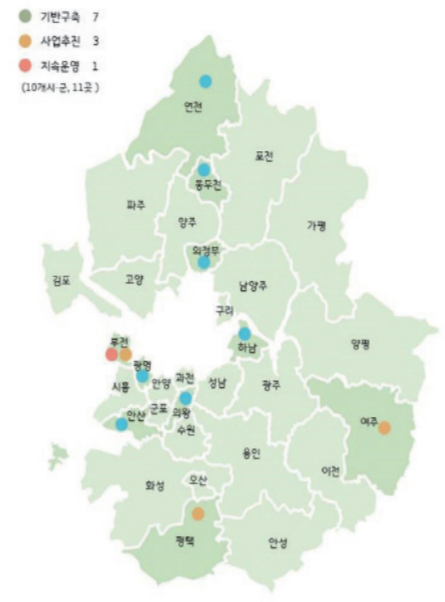 기반구축 7
사업추진 3
지속운영 1
(10개시·군, 11곳)
연천
포천
동두천
파주
양주
가평
의정부
김포
고양
남양주
구리
하남
양평
부천
광명
시흥
안양
과천
성남
광주
안산
군포
의왕
수원
여주
용인
이천
화성
오산
평택
안성